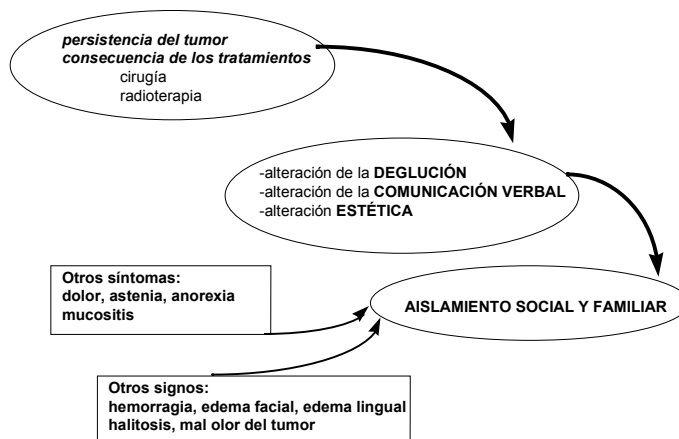 persistencia del tumor
consecuencia de los tratamientos
cirugía
radioterapia
-alteración de la DEGLUCIÓN
-alteración de la COMUNICACIÓN VERBAL
-alteración ESTÉTICA
Otros síntomas:
dolor, astenia, anorexia
mucositis
AISLAMIENTO SOCIAL Y FAMILIAR
Otros signos:
hemorragia, edema facial, edema lingual
halitosis, mal olor del tumor